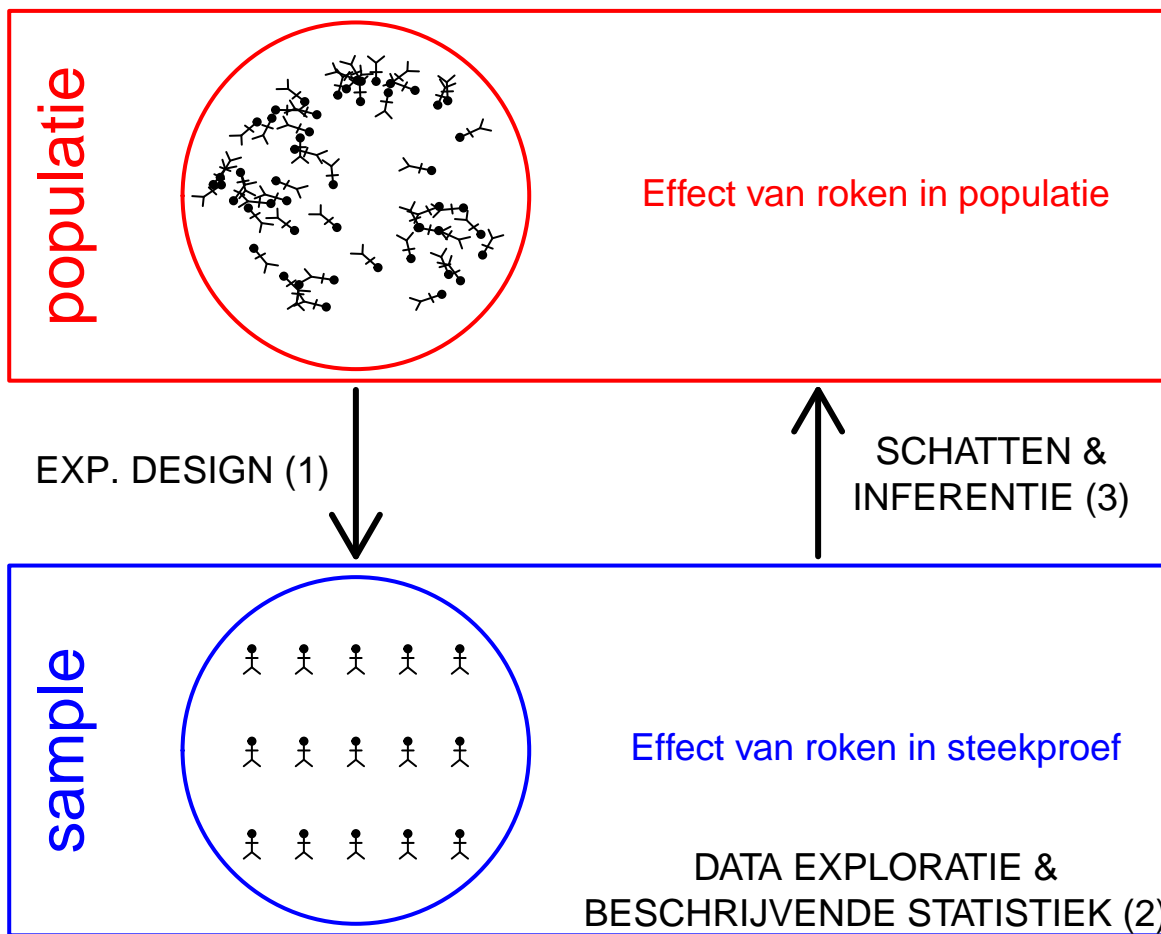 populatie
Effect van roken in populatie
EXP. DESIGN (1)
SCHATTEN &
INFERENTIE (3)
sample
Effect van roken in steekproef
DATA EXPLORATIE &
BESCHRIJVENDE STATISTIEK (2)